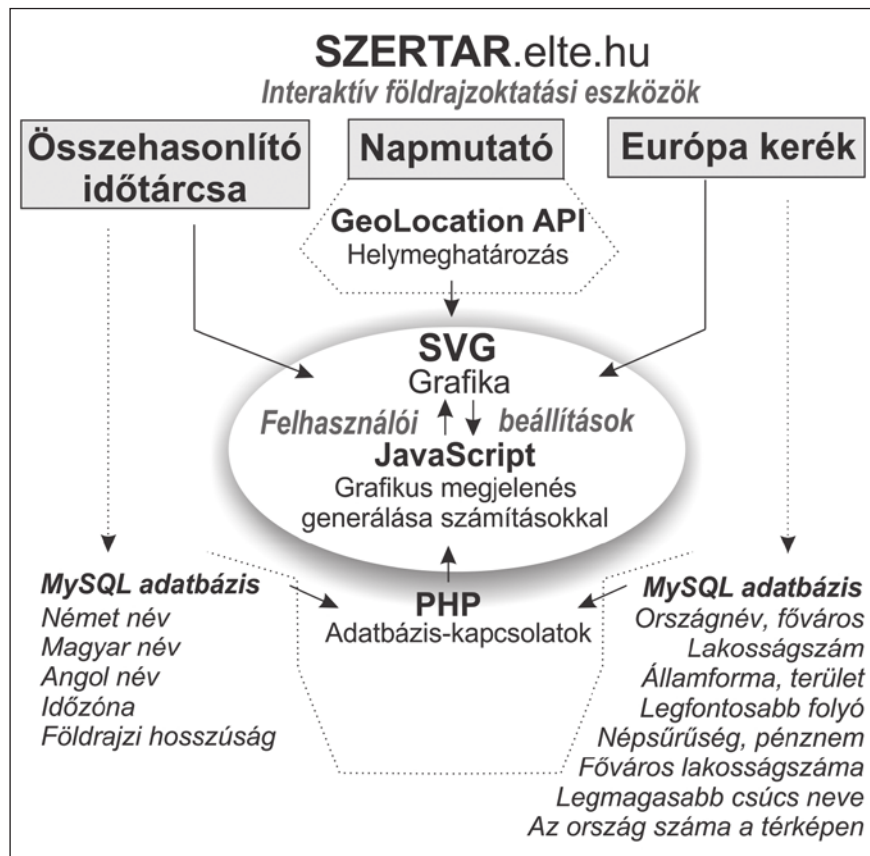 SZERTAR.elte.hu
Interaktív földrajzoktatási eszközök
Összehasonlító
időtárcsa
Napmutató
Európa kerék
GeoLocation API
Helymeghatározás
SVG
Grafika
Felhasználói beállítások
JavaScript
Grafikus megjelenés
generálása számításokkal
PHP
Adatbázis-kapcsolatok
MySQL adatbázis
Német név
Magyar név
Angol név
Időzóna
Földrajzi hosszúság
MySQL adatbázis
Országnév, főváros
Lakosságszám
Államforma, terület
Legfontosabb folyó
Népsűrűség, pénznem
Főváros lakosságszáma
Legmagasabb csúcs neve
Az ország száma a térképen